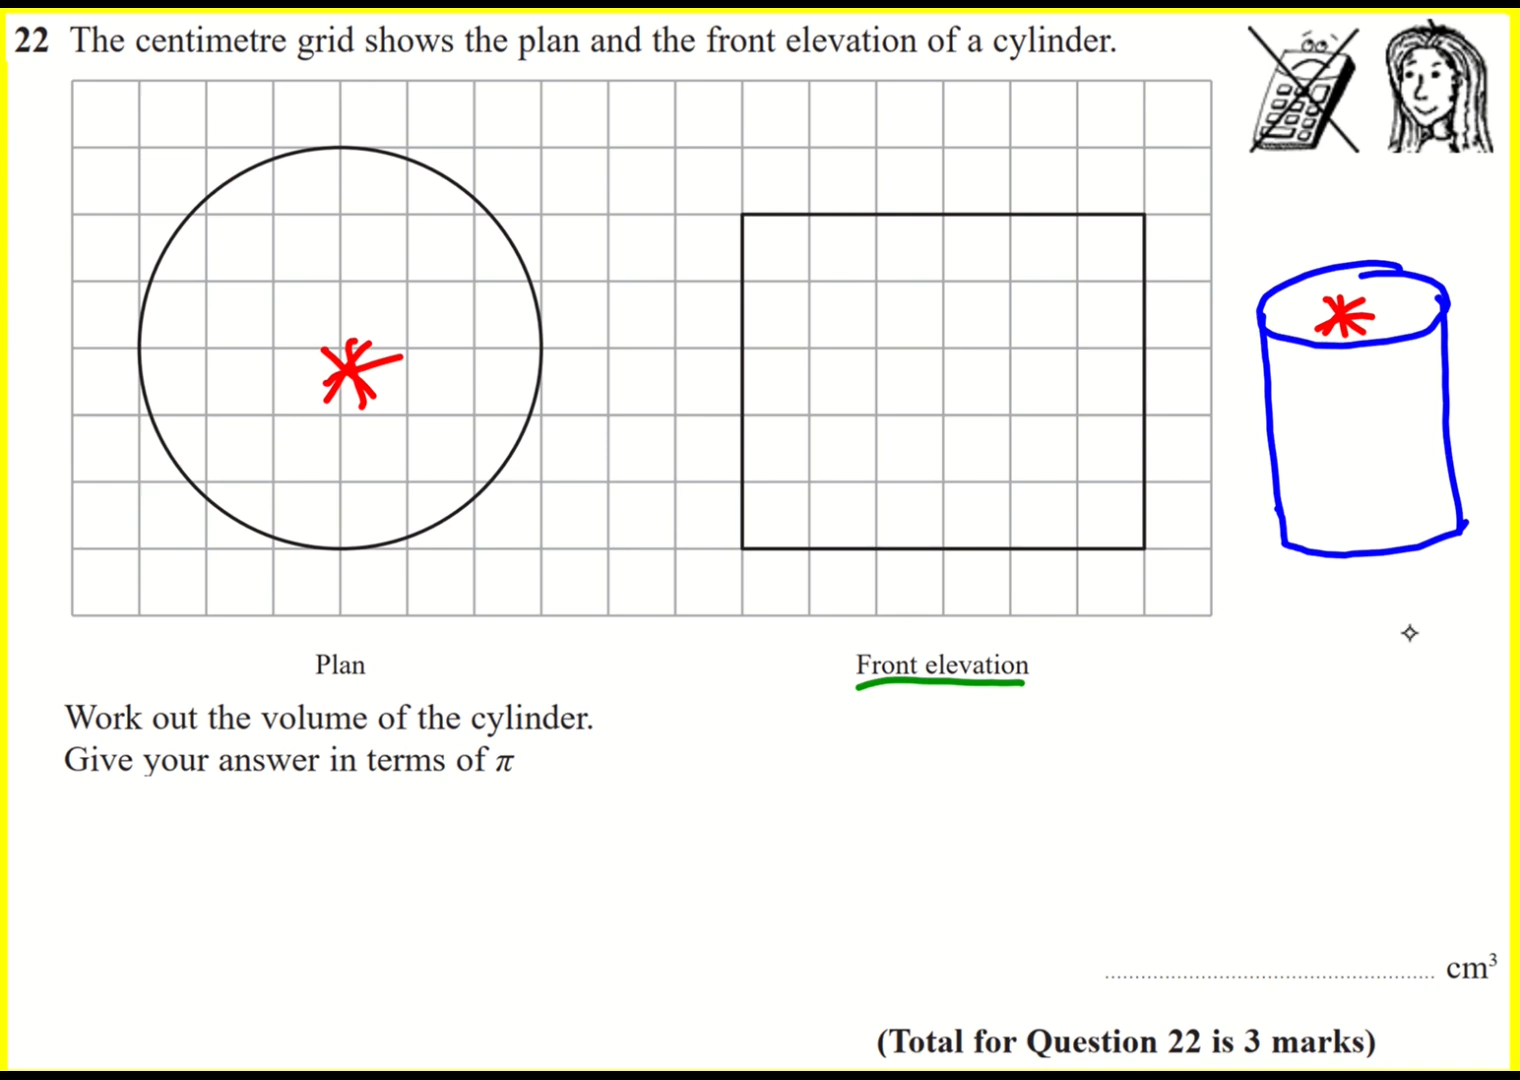 22 The centimetre grid shows the plan and the front elevation of a cylinder.
Plan
Front elevation
Work out the volume of the cylinder.
Give your answer in terms of π
........................................................ cm³
(Total for Question 22 is 3 marks)